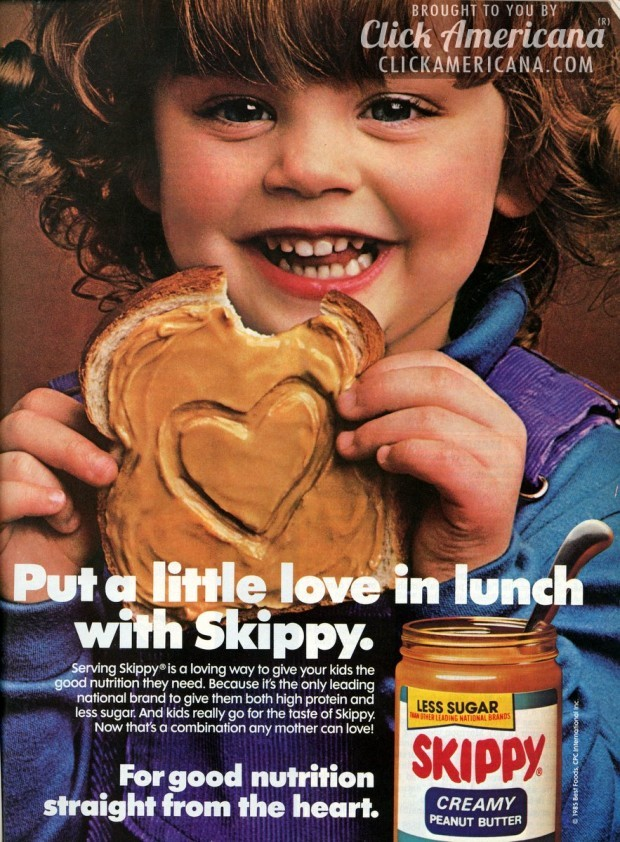 BROUGHT TO YOU BY
Click Americana (R)
CLICKAMERICANA.COM
Put a little love in lunch
with Skippy.
Serving Skippy® is a loving way to give your kids the
good nutrition they need. Because it's the only leading
national brand to give them both high protein and
less sugar. And kids really go for the taste of Skippy.
Now that's a combination any mother can love!
For good nutrition
straight from the heart.
LESS SUGAR
THAN OTHER LEADING NATIONAL BRANDS
SKIPPY®
CREAMY
PEANUT BUTTER
© 1985 Best Foods, CPC International Inc.